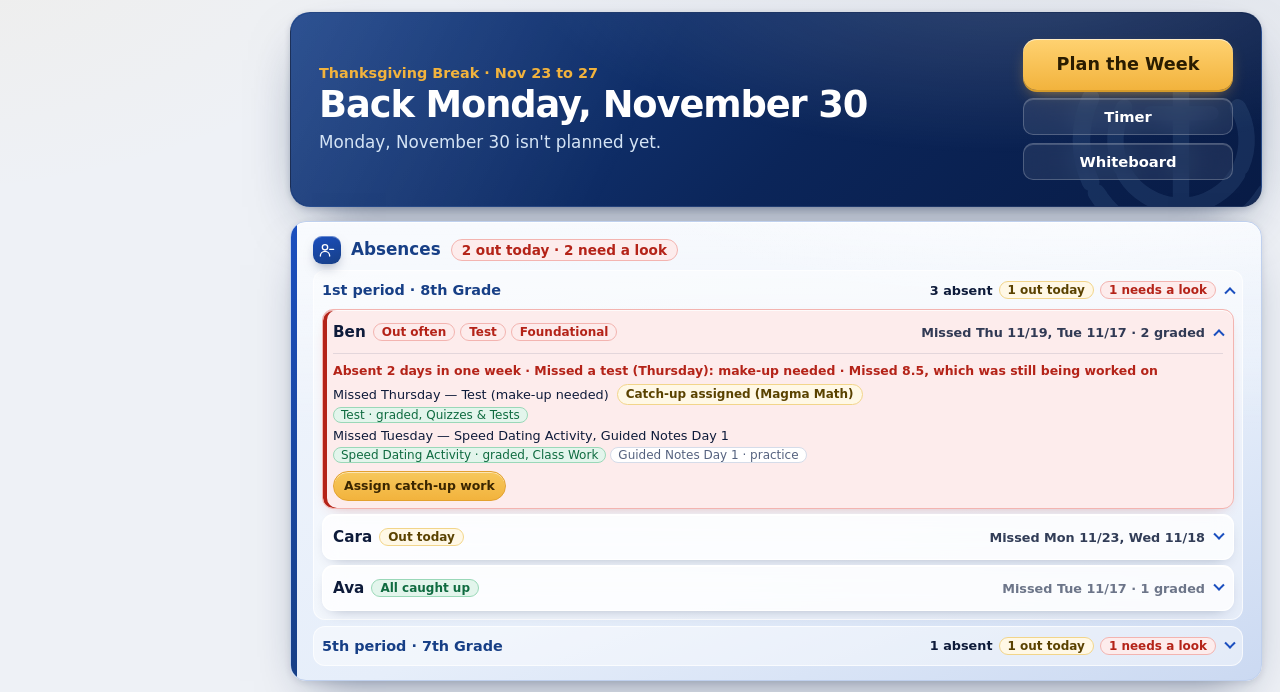 Thanksgiving Break · Nov 23 to 27
Back Monday, November 30
Monday, November 30 isn't planned yet.
Plan the Week
Timer
Whiteboard
Absences 2 out today · 2 need a look
1st period · 8th Grade 3 absent 1 out today 1 needs a look
Ben Out often Test Foundational Missed Thu 11/19, Tue 11/17 · 2 graded
Absent 2 days in one week · Missed a test (Thursday): make-up needed · Missed 8.5, which was still being worked on
Missed Thursday — Test (make-up needed) Catch-up assigned (Magma Math)
Test · graded, Quizzes & Tests
Missed Tuesday — Speed Dating Activity, Guided Notes Day 1
Speed Dating Activity · graded, Class Work Guided Notes Day 1 · practice
Assign catch-up work
Cara Out today Missed Mon 11/23, Wed 11/18
Ava All caught up Missed Tue 11/17 · 1 graded
5th period · 7th Grade 1 absent 1 out today 1 needs a look